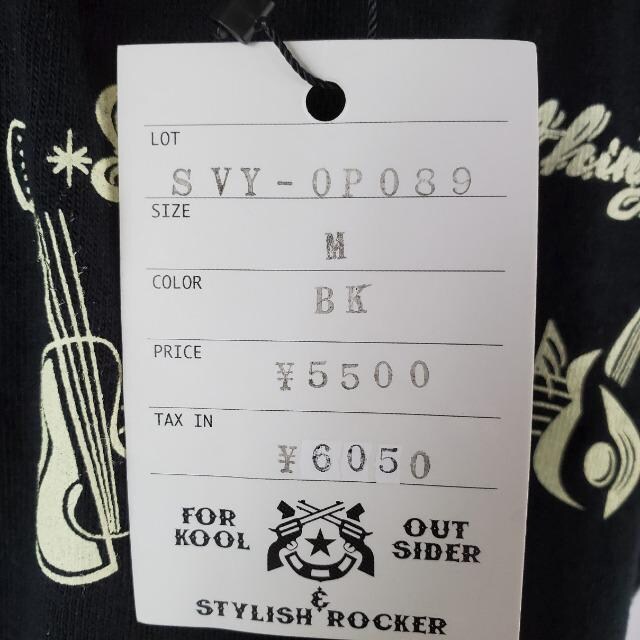 LOT
SVY-OP089
SIZE
M
COLOR
BK
PRICE
¥5500
TAX IN
¥6050
FOR KOOL
OUT SIDER
&
STYLISH ROCKER